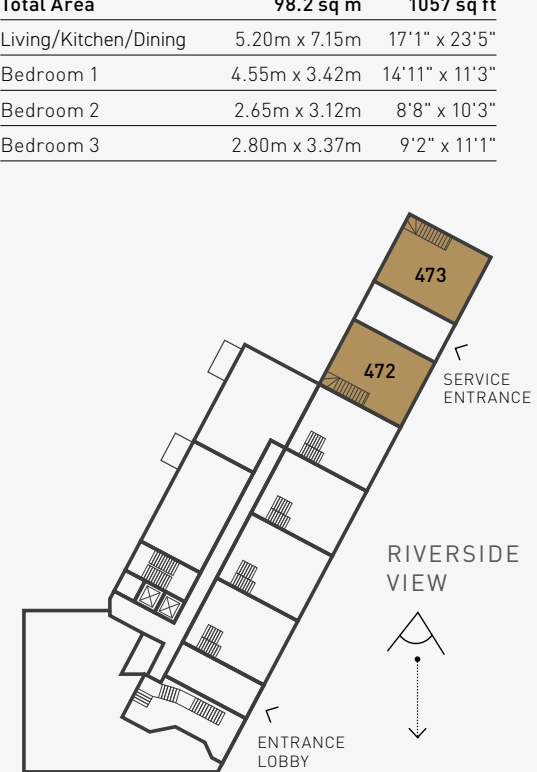 Total Area 98.2 sq m 1057 sq ft
Living/Kitchen/Dining 5.20m x 7.15m 17'1" x 23'5"
Bedroom 1 4.55m x 3.42m 14'11" x 11'3"
Bedroom 2 2.65m x 3.12m 8'8" x 10'3"
Bedroom 3 2.80m x 3.37m 9'2" x 11'1"
473
472
SERVICE
ENTRANCE
RIVERSIDE
VIEW
ENTRANCE
LOBBY